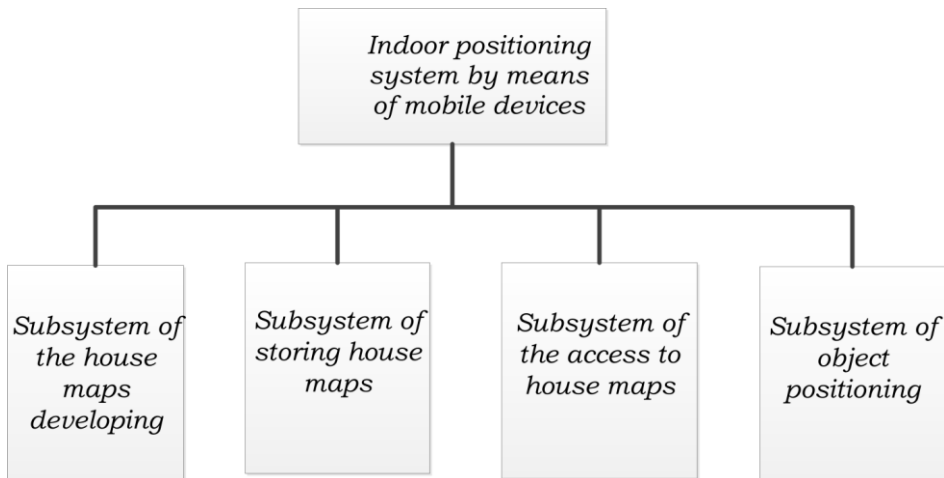 Indoor positioning
system by means
of mobile devices
Subsystem of
the house
maps
developing
Subsystem of
storing house
maps
Subsystem of
the access to
house maps
Subsystem of
object
positioning